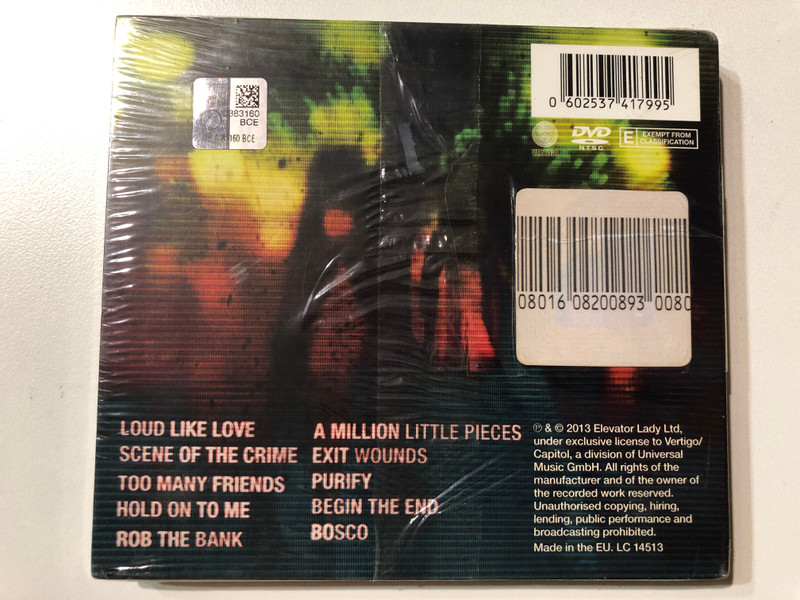 383160
BCE
160 BCE
0 602537 417995
DVD
NTSC
E EXEMPT FROM
CLASSIFICATION
08016 08200893 0080
LOUD LIKE LOVE
SCENE OF THE CRIME
TOO MANY FRIENDS
HOLD ON TO ME
ROB THE BANK
A MILLION LITTLE PIECES
EXIT WOUNDS
PURIFY
BEGIN THE END
BOSCO
℗ & © 2013 Elevator Lady Ltd,
under exclusive license to Vertigo/
Capitol, a division of Universal
Music GmbH. All rights of the
manufacturer and of the owner of
the recorded work reserved.
Unauthorised copying, hiring,
lending, public performance and
broadcasting prohibited.
Made in the EU. LC 14513